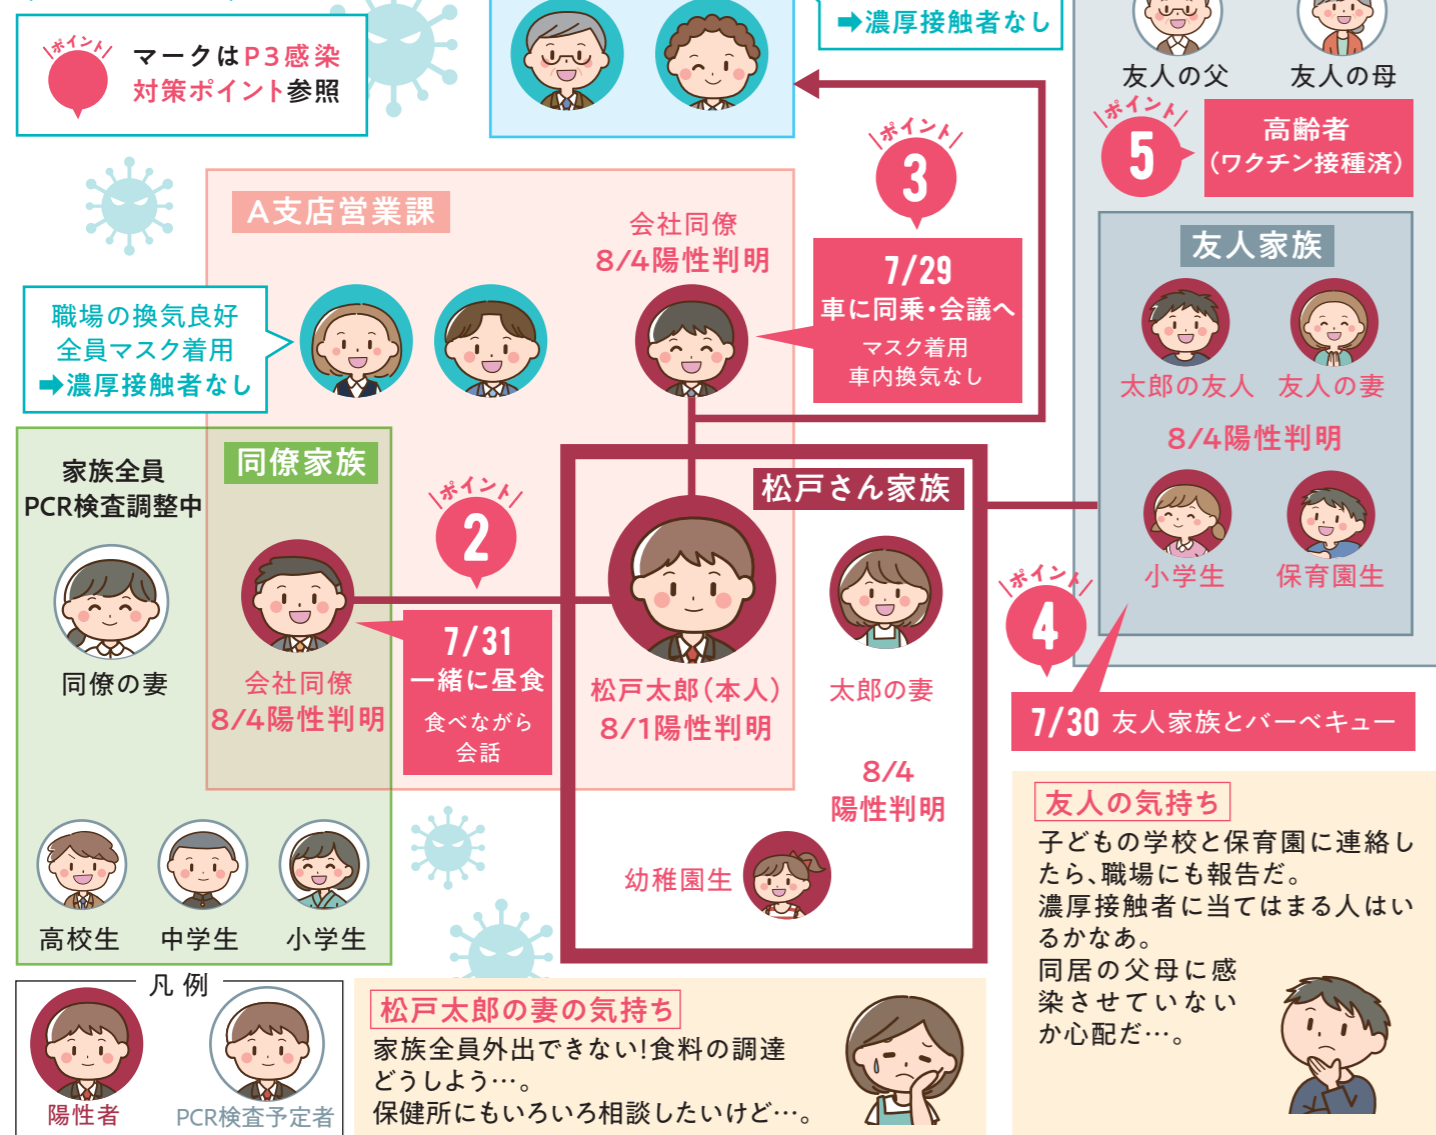 ポイント
マークはP3感染
対策ポイント参照
➡濃厚接触者なし
友人の父
友人の母
ポイント
5
高齢者
(ワクチン接種済)
ポイント
3
7/29
車に同乗・会議へ
マスク着用
車内換気なし
A支店営業課
会社同僚
8/4陽性判明
職場の換気良好
全員マスク着用
➡濃厚接触者なし
友人家族
太郎の友人
友人の妻
8/4陽性判明
小学生
保育園生
同僚家族
家族全員
PCR検査調整中
同僚の妻
会社同僚
8/4陽性判明
高校生
中学生
小学生
ポイント
2
7/31
一緒に昼食
食べながら
会話
松戸さん家族
松戸太郎(本人)
8/1陽性判明
太郎の妻
8/4
陽性判明
幼稚園生
ポイント
4
7/30 友人家族とバーベキュー
友人の気持ち
子どもの学校と保育園に連絡し
たら、職場にも報告だ。
濃厚接触者に当てはまる人はい
るかなあ。
同居の父母に感
染させていない
か心配だ…。
凡例
陽性者
PCR検査予定者
松戸太郎の妻の気持ち
家族全員外出できない!食料の調達
どうしよう…。
保健所にもいろいろ相談したいけど…。